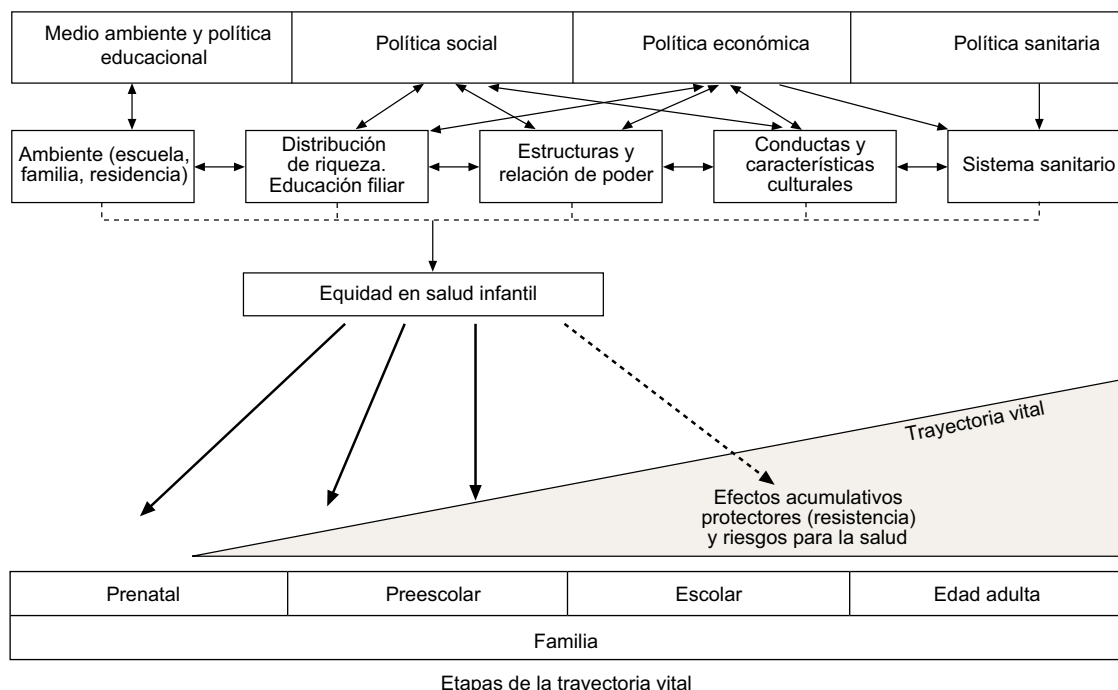 Medio ambiente y política
educacional
Política social
Política económica
Política sanitaria
Ambiente (escuela,
familia, residencia)
Distribución
de riqueza.
Educación filiar
Estructuras y
relación de poder
Conductas y
características
culturales
Sistema sanitario
Equidad en salud infantil
Trayectoria vital
Efectos acumulativos
protectores (resistencia)
y riesgos para la salud
Prenatal
Preescolar
Escolar
Edad adulta
Familia
Etapas de la trayectoria vital